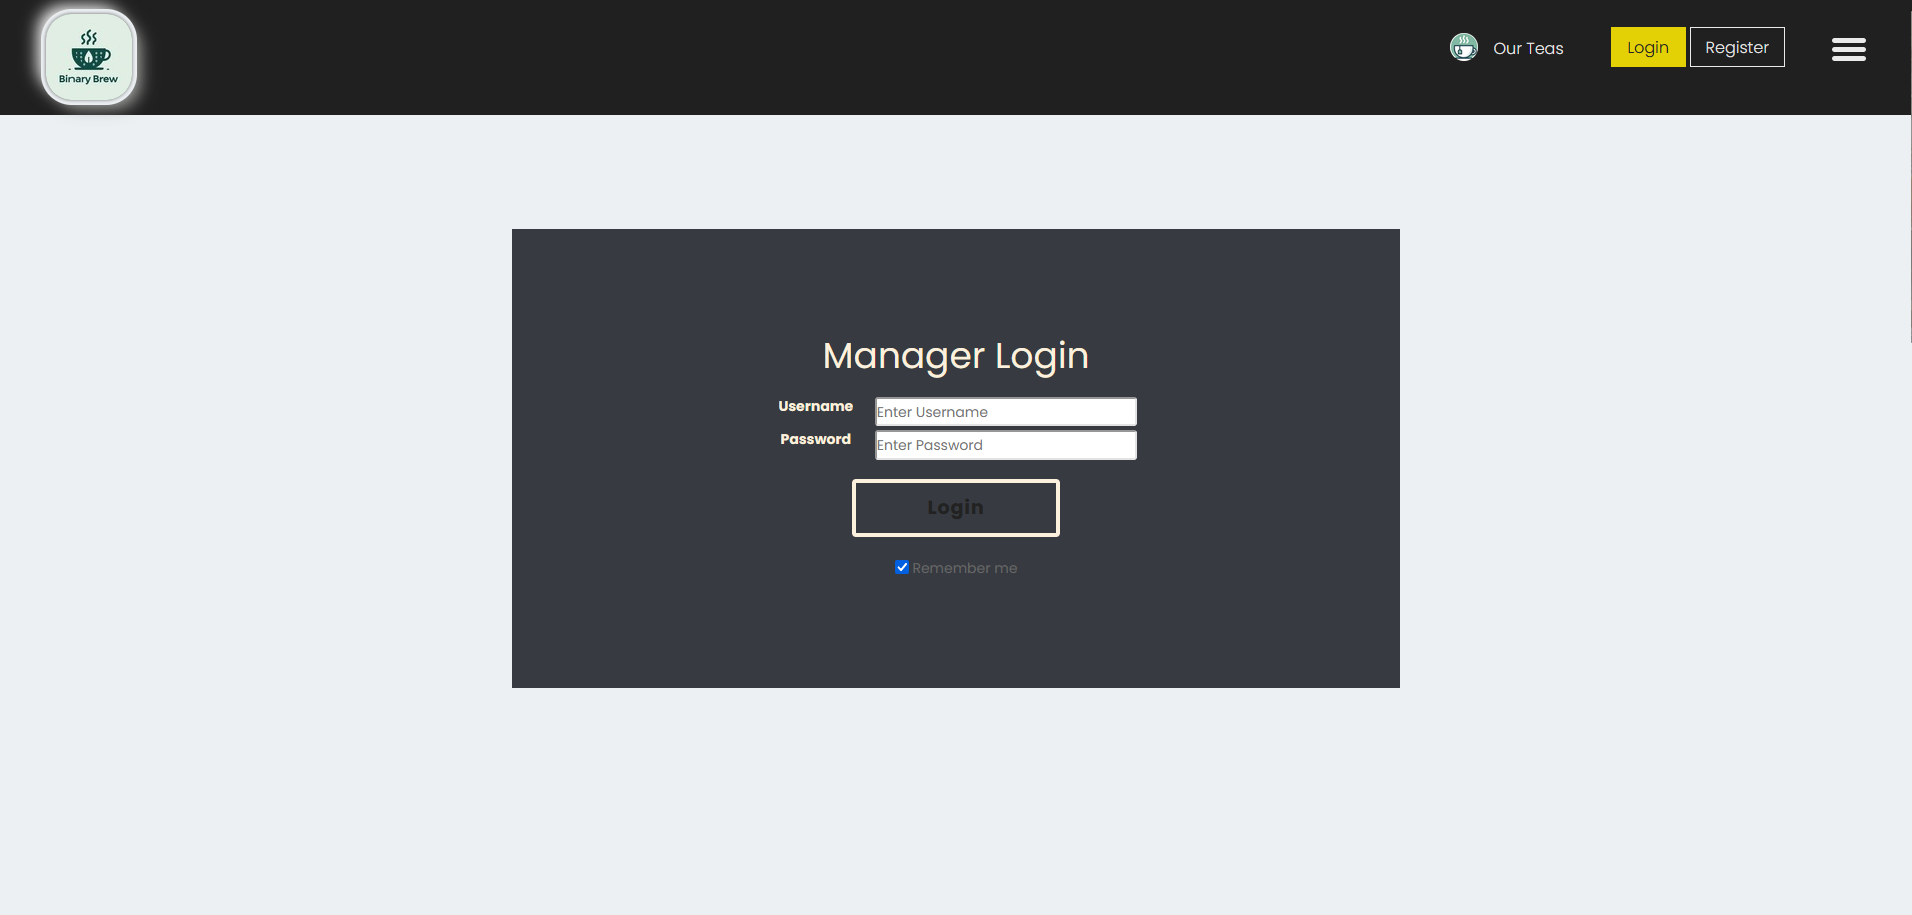 Binary Brew
Our Teas
Login
Register
Manager Login
Username
Enter Username
Password
Enter Password
Login
Remember me